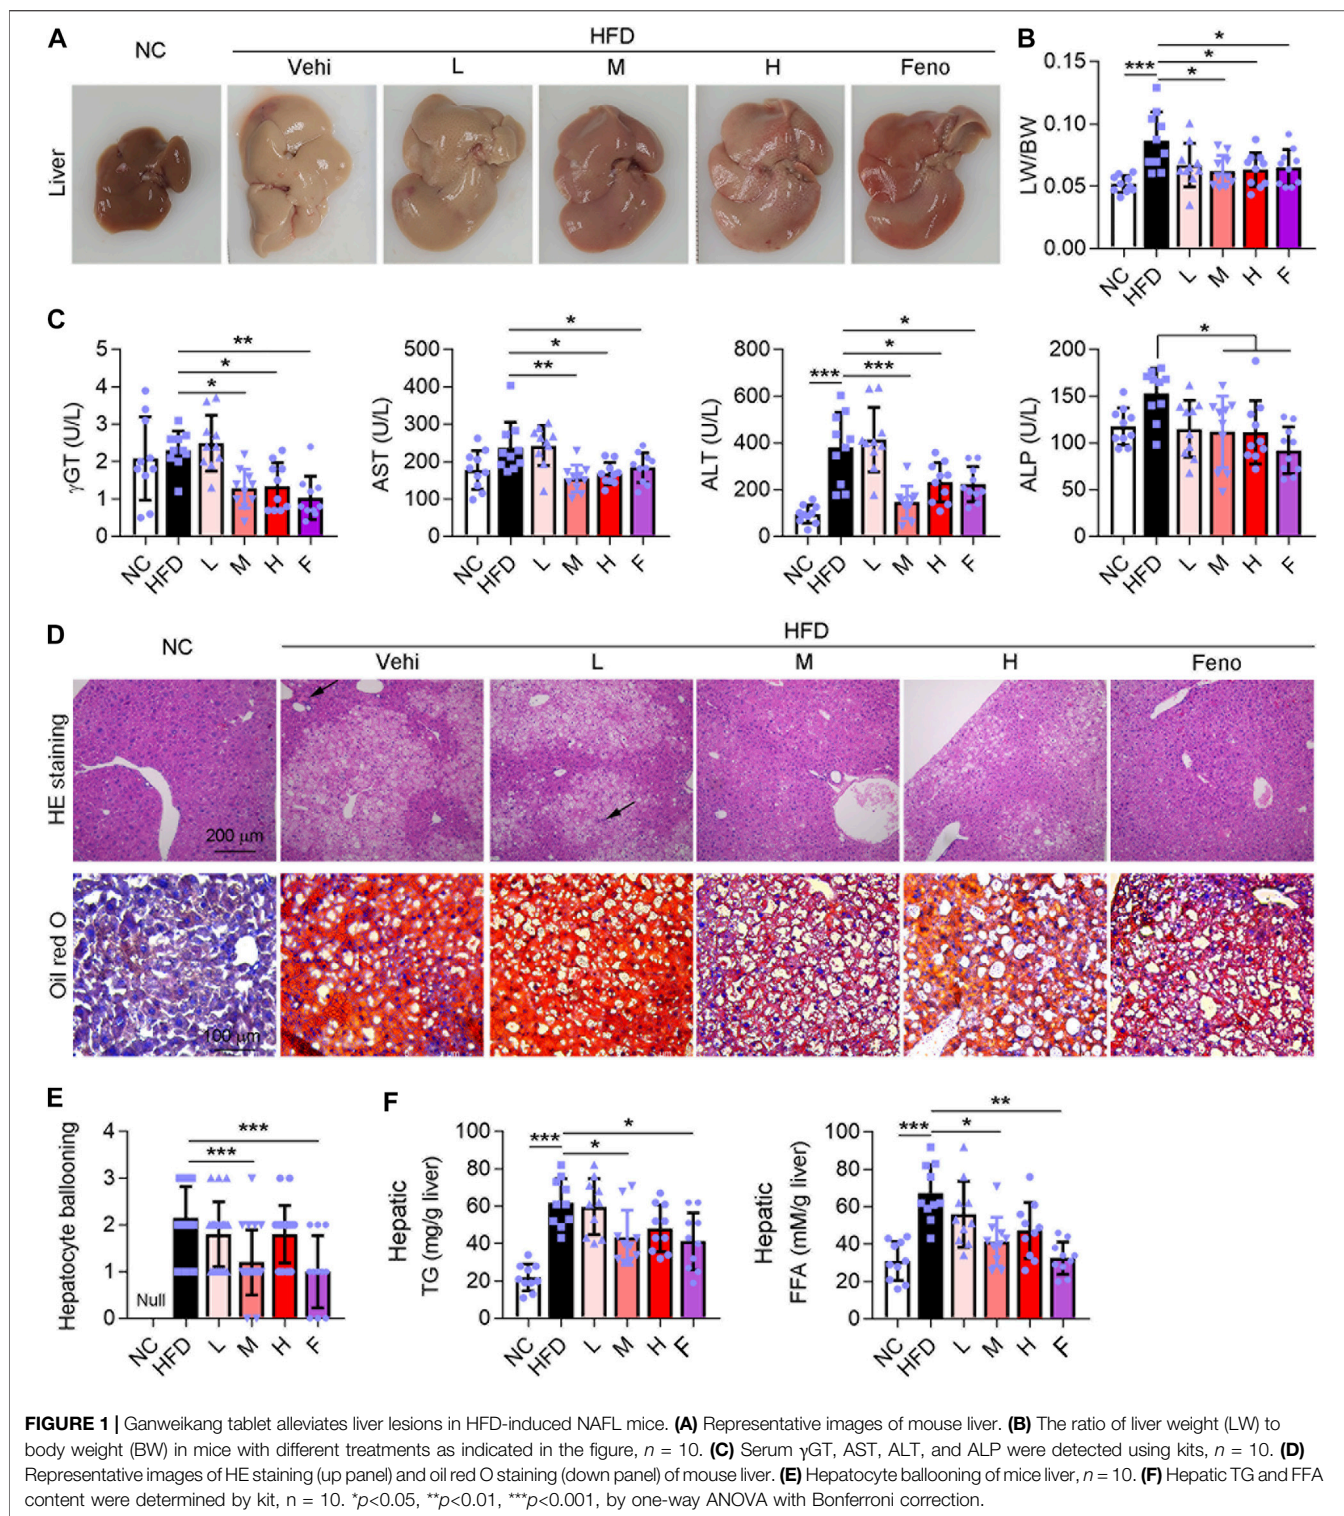 A
NC
HFD
Vehi
L
M
H
Feno
Liver
B
LW/BW
0.15
0.10
0.05
0.00
***
*
*
*
NC
HFD
L
M
H
F
C
γGT (U/L)
5
4
3
2
1
0
**
*
*
NC
HFD
L
M
H
F
AST (U/L)
500
400
300
200
100
0
*
*
**
NC
HFD
L
M
H
F
ALT (U/L)
800
600
400
200
0
***
*
*
***
NC
HFD
L
M
H
F
ALP (U/L)
200
150
100
50
0
*
NC
HFD
L
M
H
F
D
NC
HFD
Vehi
L
M
H
Feno
HE staining
200 μm
Oil red O
100 μm
E
Hepatocyte ballooning
4
3
2
1
0
Null
***
***
NC
HFD
L
M
H
F
F
Hepatic
TG (mg/g liver)
100
80
60
40
20
0
***
*
*
NC
HFD
L
M
H
F
Hepatic
FFA (mM/g liver)
100
80
60
40
20
0
***
**
*
NC
HFD
L
M
H
F
FIGURE 1 | Ganweikang tablet alleviates liver lesions in HFD-induced NAFL mice. (A) Representative images of mouse liver. (B) The ratio of liver weight (LW) to
body weight (BW) in mice with different treatments as indicated in the figure, n = 10. (C) Serum γGT, AST, ALT, and ALP were detected using kits, n = 10. (D)
Representative images of HE staining (up panel) and oil red O staining (down panel) of mouse liver. (E) Hepatocyte ballooning of mice liver, n = 10. (F) Hepatic TG and FFA
content were determined by kit, n = 10. *p<0.05, **p<0.01, ***p<0.001, by one-way ANOVA with Bonferroni correction.